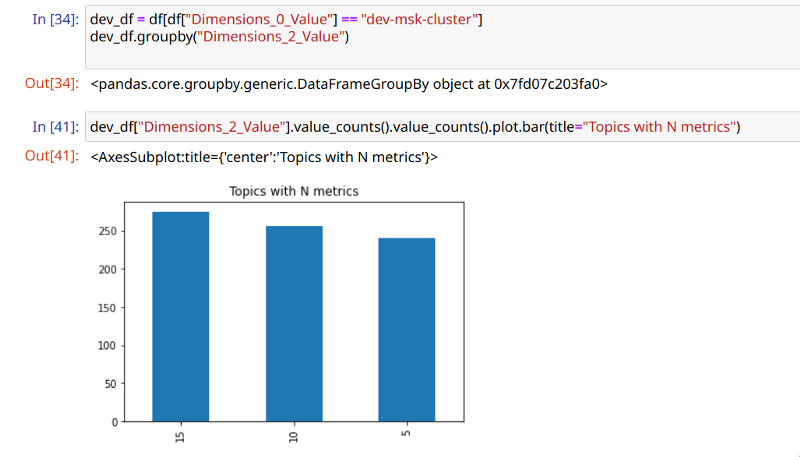 In [34]: dev_df = df[df["Dimensions_0_Value"] == "dev-msk-cluster"]
dev_df.groupby("Dimensions_2_Value")
Out[34]: <pandas.core.groupby.generic.DataFrameGroupBy object at 0x7fd07c203fa0>
In [41]: dev_df["Dimensions_2_Value"].value_counts().value_counts().plot.bar(title="Topics with N metrics")
Out[41]: <AxesSubplot:title={'center':'Topics with N metrics'}>
Topics with N metrics
250
200
150
100
50
0
15 10 5